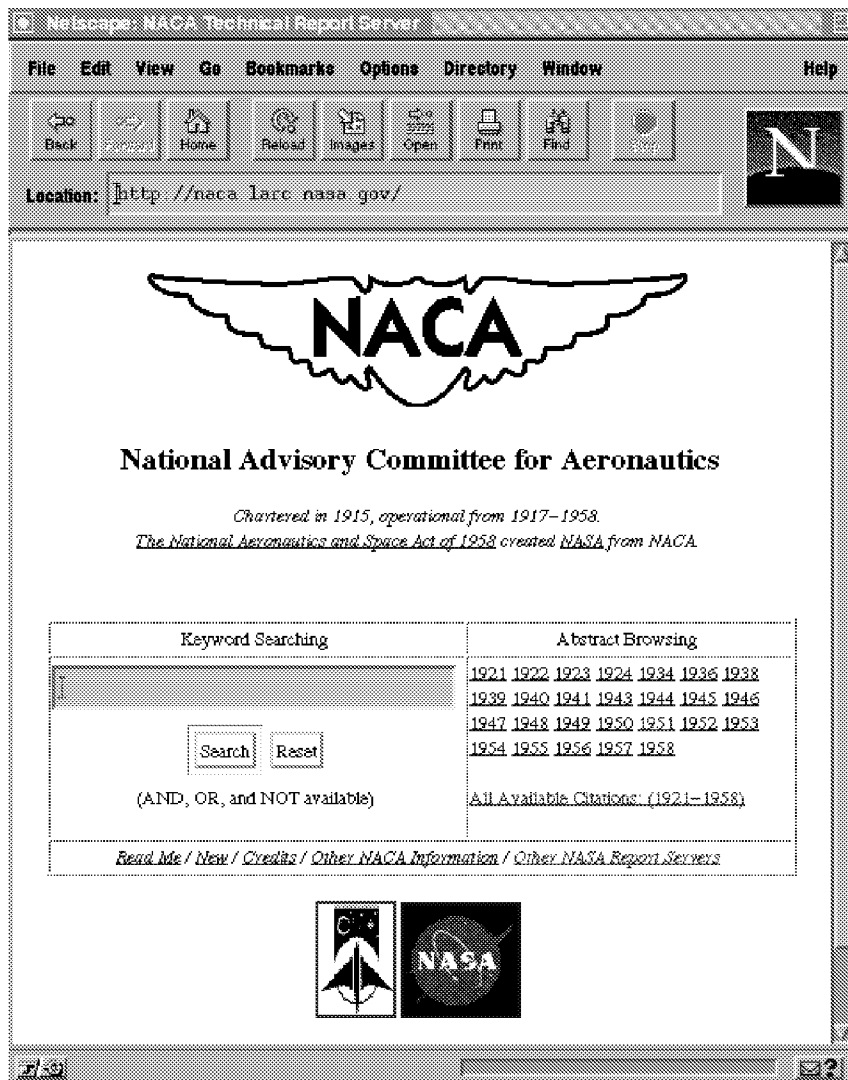 Netscape: NACA Technical Report Server
File Edit View Go Bookmarks Options Directory Window Help
Back Forward Home Reload Images Open Print Find Stop
N
Location: http://naca.larc.nasa.gov/
NACA
National Advisory Committee for Aeronautics
Chartered in 1915, operational from 1917–1958.
The National Aeronautics and Space Act of 1958 created NASA from NACA.
Keyword Searching Abstract Browsing
1921 1922 1923 1924 1934 1936 1938
1939 1940 1941 1943 1944 1945 1946
1947 1948 1949 1950 1951 1952 1953
Search Reset 1954 1955 1956 1957 1958
(AND, OR, and NOT available) All Available Citations: (1921–1958)
Read Me / New / Credits / Other NACA Information / Other NASA Report Servers
NASA
?